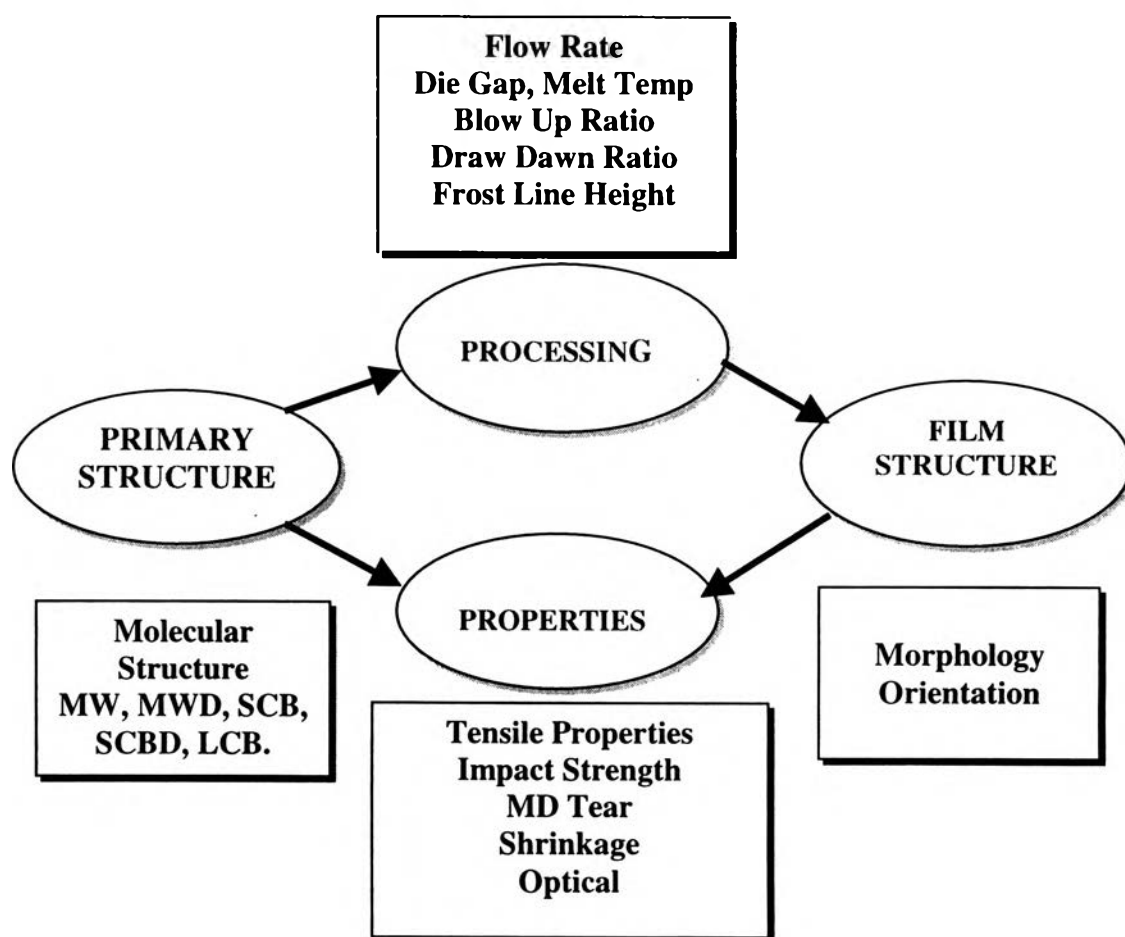 Flow Rate
Die Gap, Melt Temp
Blow Up Ratio
Draw Dawn Ratio
Frost Line Height
PROCESSING
PRIMARY
STRUCTURE
FILM
STRUCTURE
PROPERTIES
Molecular
Structure
MW, MWD, SCB,
SCBD, LCB.
Tensile Properties
Impact Strength
MD Tear
Shrinkage
Optical
Morphology
Orientation